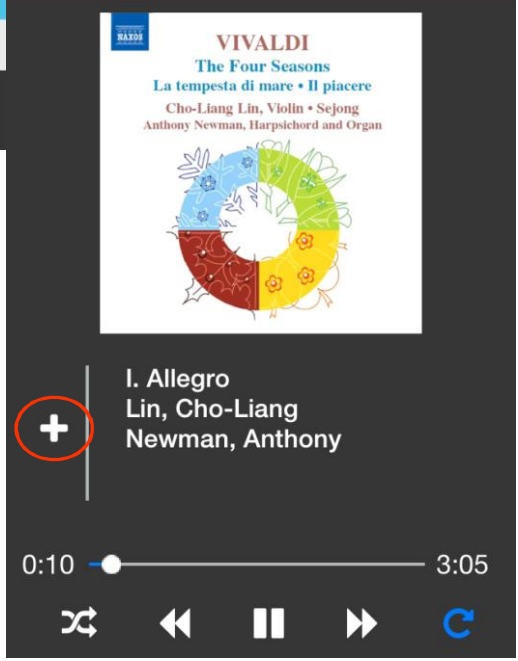 NAXOS
VIVALDI
The Four Seasons
La tempesta di mare • Il piacere
Cho-Liang Lin, Violin • Sejong
Anthony Newman, Harpsichord and Organ
I. Allegro
Lin, Cho-Liang
Newman, Anthony
0:10
3:05